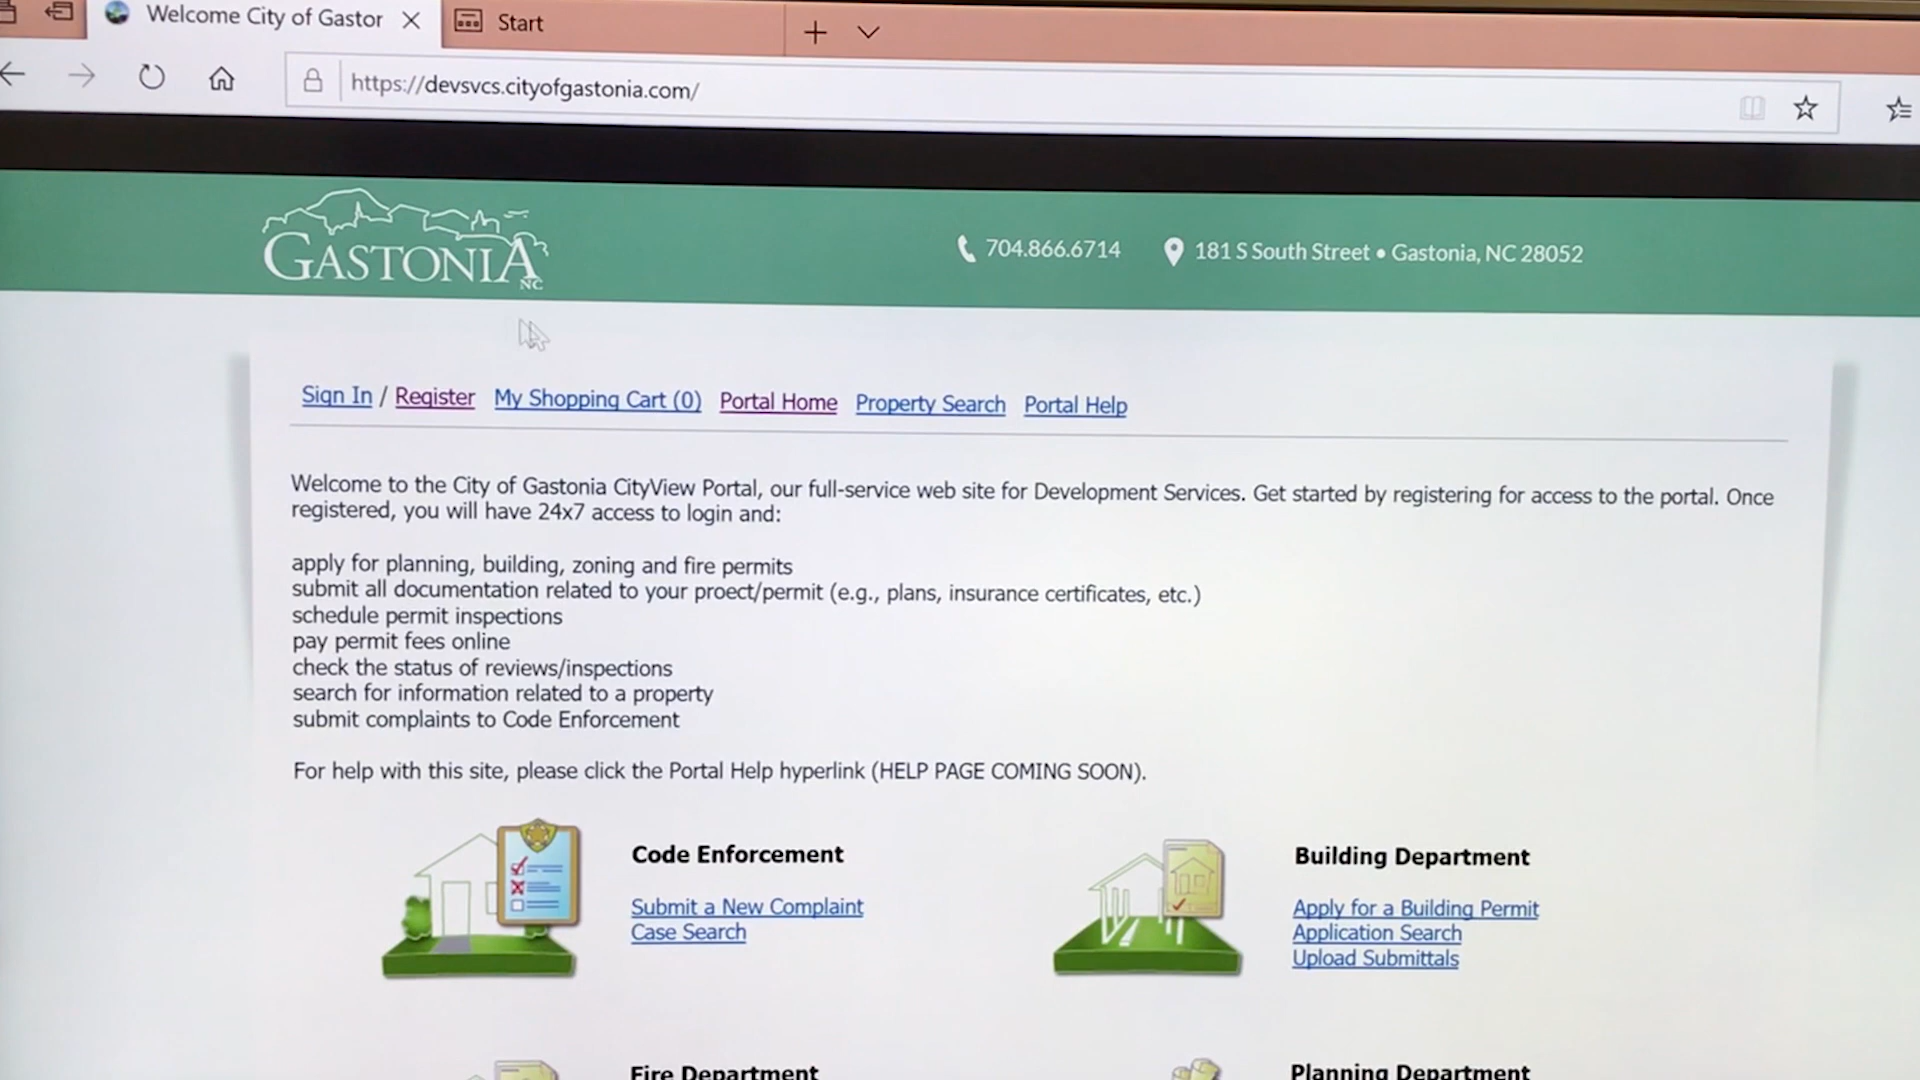 Welcome City of Gastor
Start
https://devsvcs.cityofgastonia.com/
GASTONIA
NC
704.866.6714
181 S South Street • Gastonia, NC 28052
Sign In / Register My Shopping Cart (0) Portal Home Property Search Portal Help
Welcome to the City of Gastonia CityView Portal, our full-service web site for Development Services. Get started by registering for access to the portal. Once
registered, you will have 24x7 access to login and:
apply for planning, building, zoning and fire permits
submit all documentation related to your proect/permit (e.g., plans, insurance certificates, etc.)
schedule permit inspections
pay permit fees online
check the status of reviews/inspections
search for information related to a property
submit complaints to Code Enforcement
For help with this site, please click the Portal Help hyperlink (HELP PAGE COMING SOON).
Code Enforcement
Submit a New Complaint
Case Search
Building Department
Apply for a Building Permit
Application Search
Upload Submittals
Fire Department
Planning Department